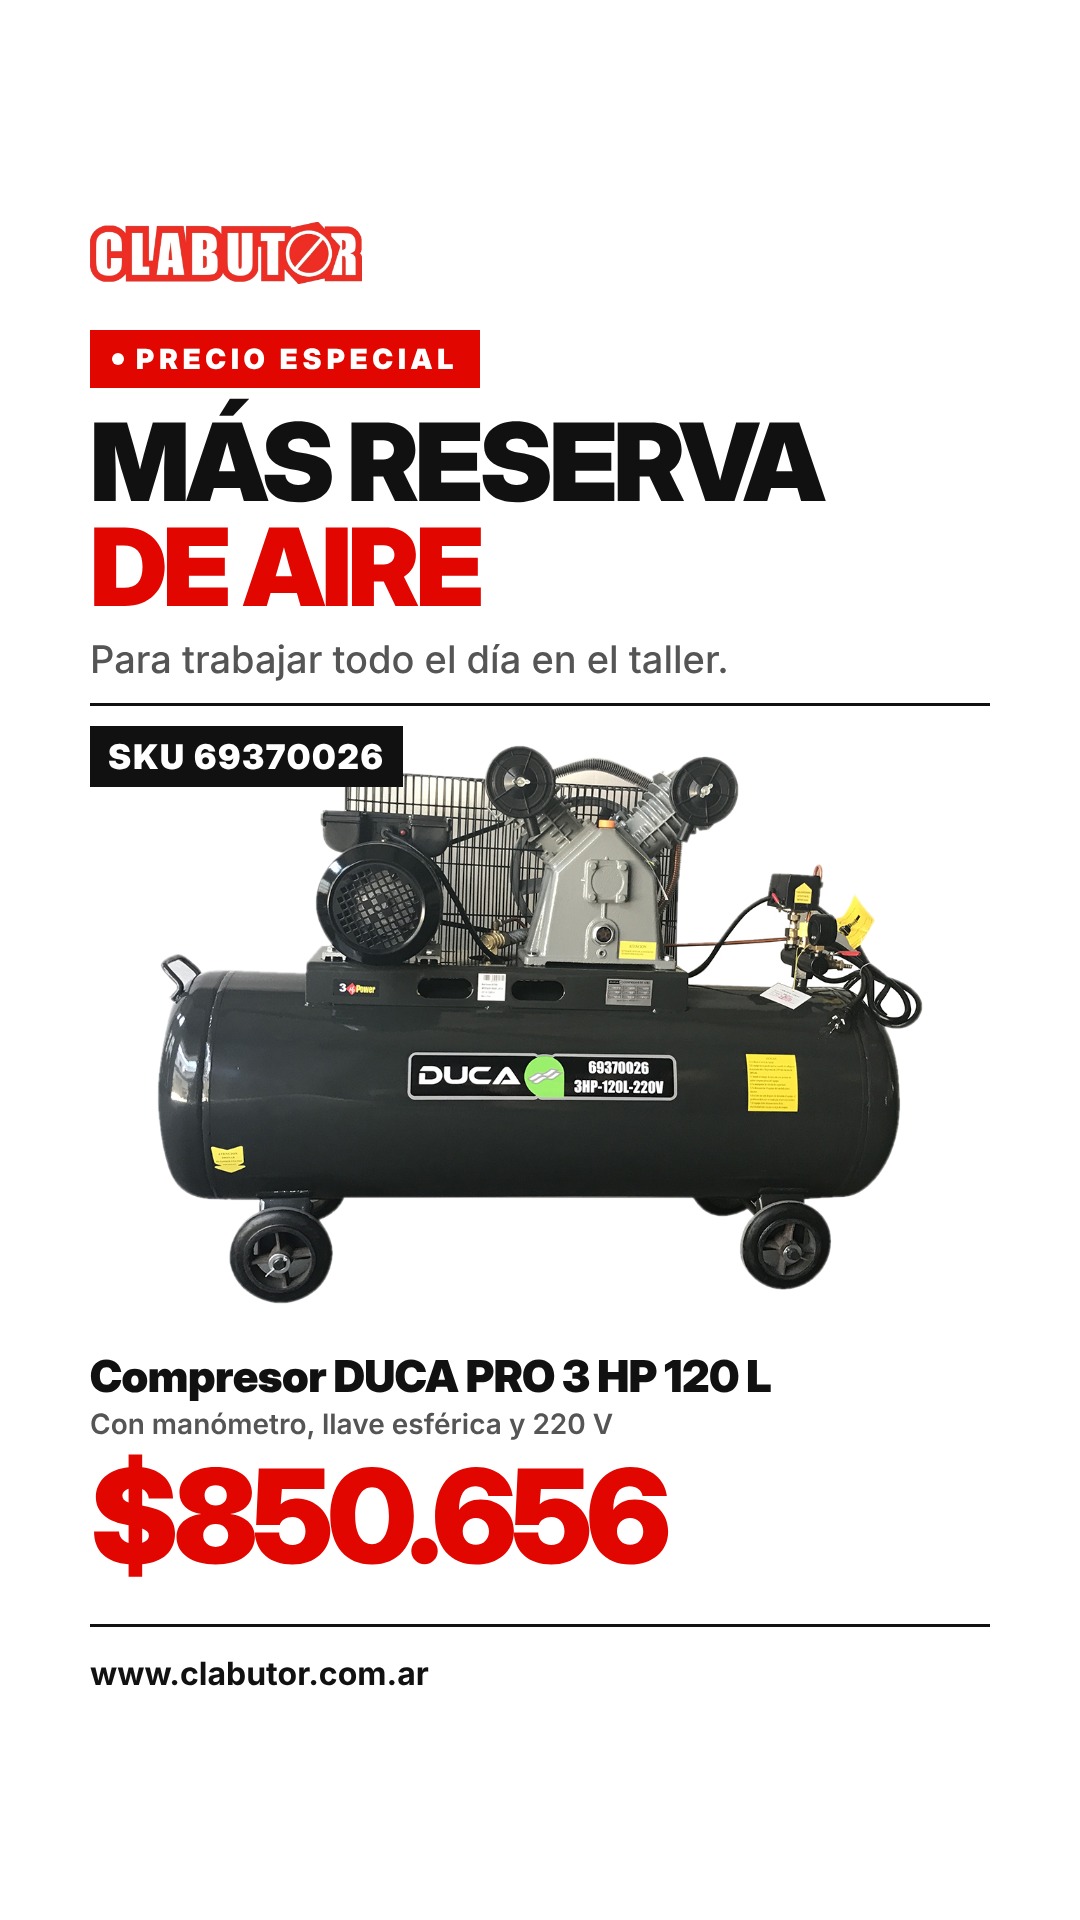 CLABUTOR
• PRECIO ESPECIAL
MÁS RESERVA
DE AIRE
Para trabajar todo el día en el taller.
SKU 69370026
3 Power
DUCA
69370026
3HP-120L-220V
Compresor DUCA PRO 3 HP 120 L
Con manómetro, llave esférica y 220 V
$850.656
www.clabutor.com.ar